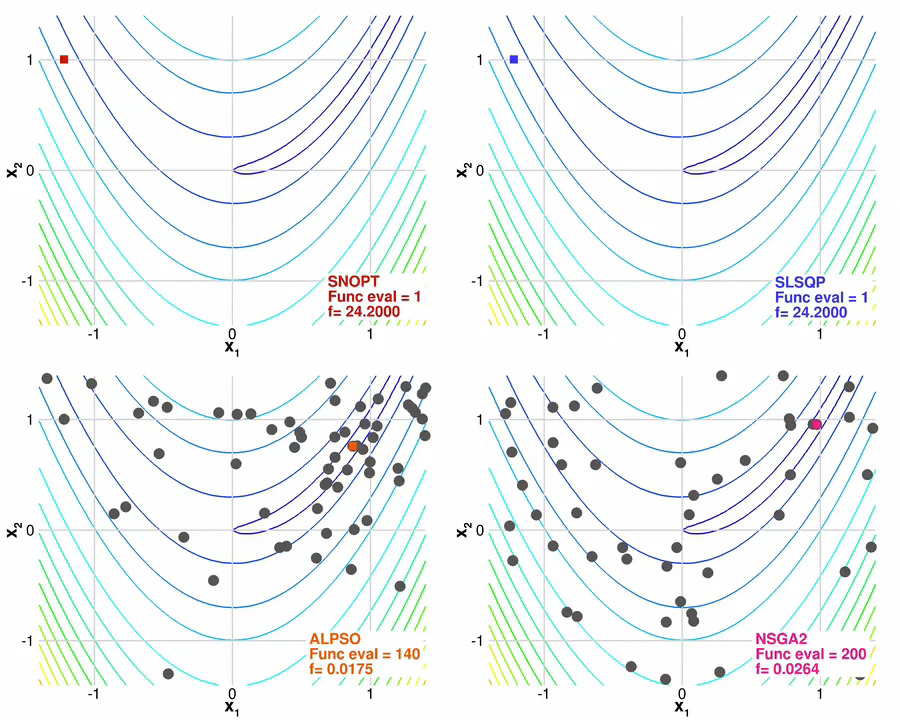 1
0
-1
x2
SNOPT
Func eval = 1
f= 24.2000
-1 0 1
x1
1
0
-1
x2
SLSQP
Func eval = 1
f= 24.2000
-1 0 1
x1
1
0
-1
x2
ALPSO
Func eval = 140
f= 0.0175
-1 0 1
x1
1
0
-1
x2
NSGA2
Func eval = 200
f= 0.0264
-1 0 1
x1